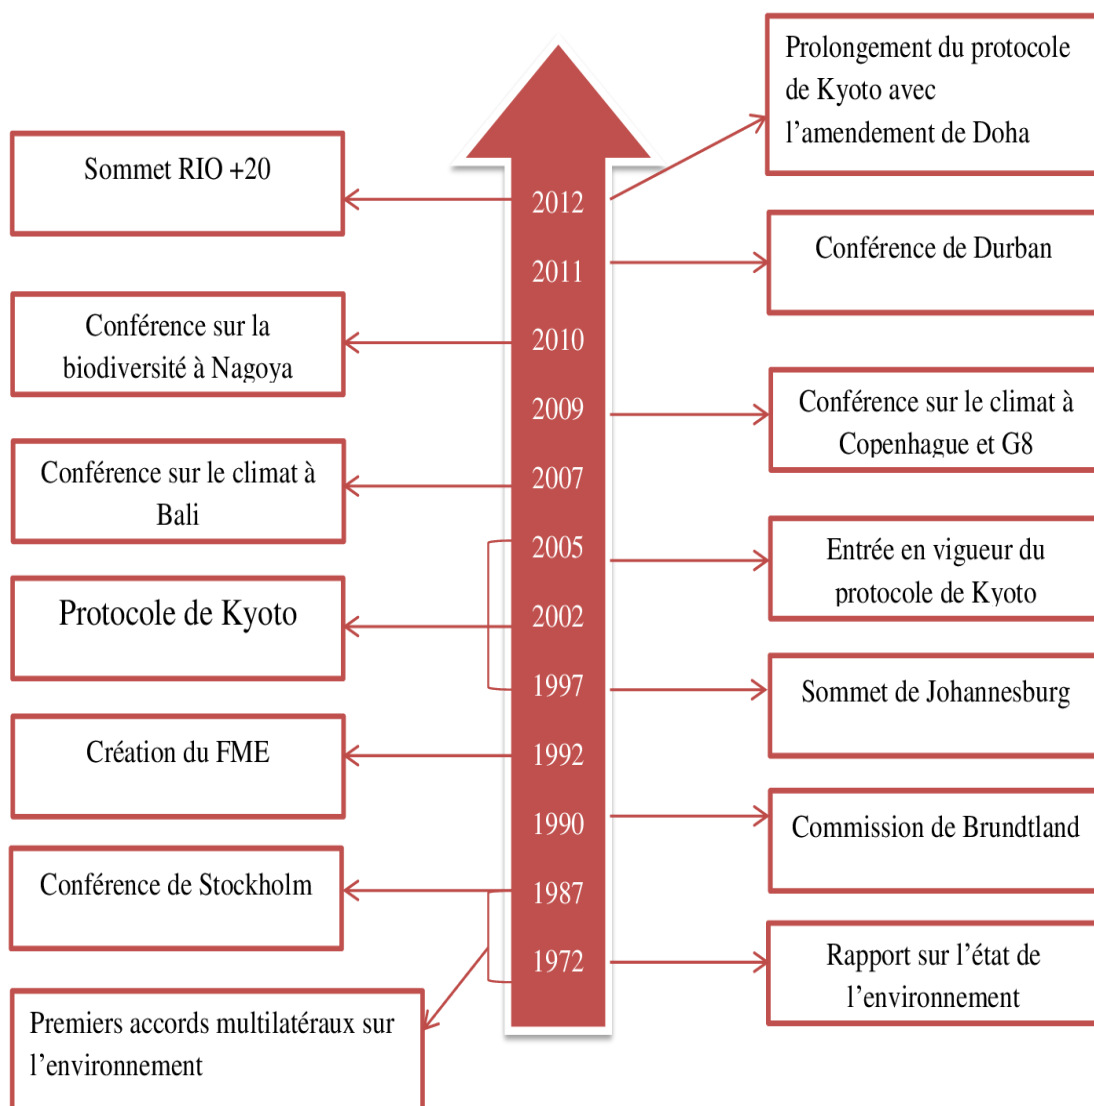 Prolongement du protocole
de Kyoto avec
l’amendement de Doha
Sommet RIO +20
2012
Conférence de Durban
2011
Conférence sur la
biodiversité à Nagoya
2010
Conférence sur le climat à
Copenhague et G8
2009
Conférence sur le climat à
Bali
2007
Entrée en vigueur du
protocole de Kyoto
2005
Protocole de Kyoto
2002
Sommet de Johannesburg
1997
Création du FME
1992
Commission de Brundtland
1990
Conférence de Stockholm
1987
Rapport sur l’état de
l’environnement
1972
Premiers accords multilatéraux sur
l’environnement